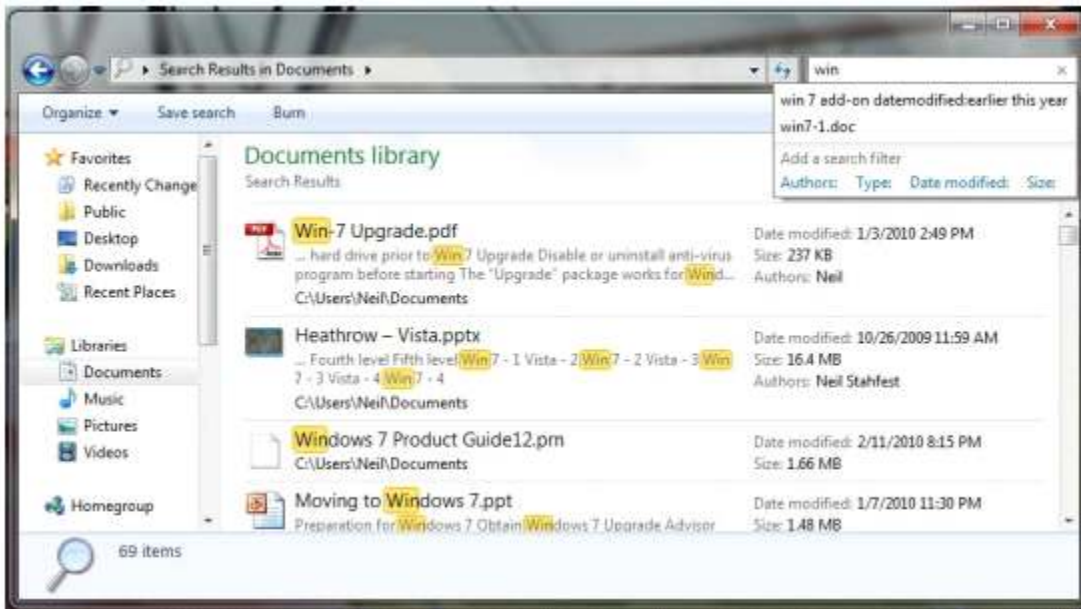 Search Results in Documents
win
win 7 add-on datemodified:earlier this year
win7-1.doc
Add a search filter
Authors: Type: Date modified: Size:
Organize Save search Burn
Favorites
Recently Change
Public
Desktop
Downloads
Recent Places
Libraries
Documents
Music
Pictures
Videos
Homegroup
Documents library
Search Results
Win-7 Upgrade.pdf
... hard drive prior to Win 7 Upgrade Disable or uninstall anti-virus
program before starting The "Upgrade" package works for Wind...
C:\Users\Neil\Documents
Date modified: 1/3/2010 2:49 PM
Size: 237 KB
Authors: Neil
Heathrow – Vista.pptx
... Fourth level Fifth level Win 7 - 1 Vista - 2 Win 7 - 2 Vista - 3 Win
7 - 3 Vista - 4 Win 7 - 4
C:\Users\Neil\Documents
Date modified: 10/26/2009 11:59 AM
Size: 16.4 MB
Authors: Neil Stahfest
Windows 7 Product Guide12.prn
C:\Users\Neil\Documents
Date modified: 2/11/2010 8:15 PM
Size: 1.66 MB
Moving to Windows 7.ppt
Preparation for Windows 7 Obtain Windows 7 Upgrade Advisor
Date modified: 1/7/2010 11:30 PM
Size: 1.48 MB
69 items